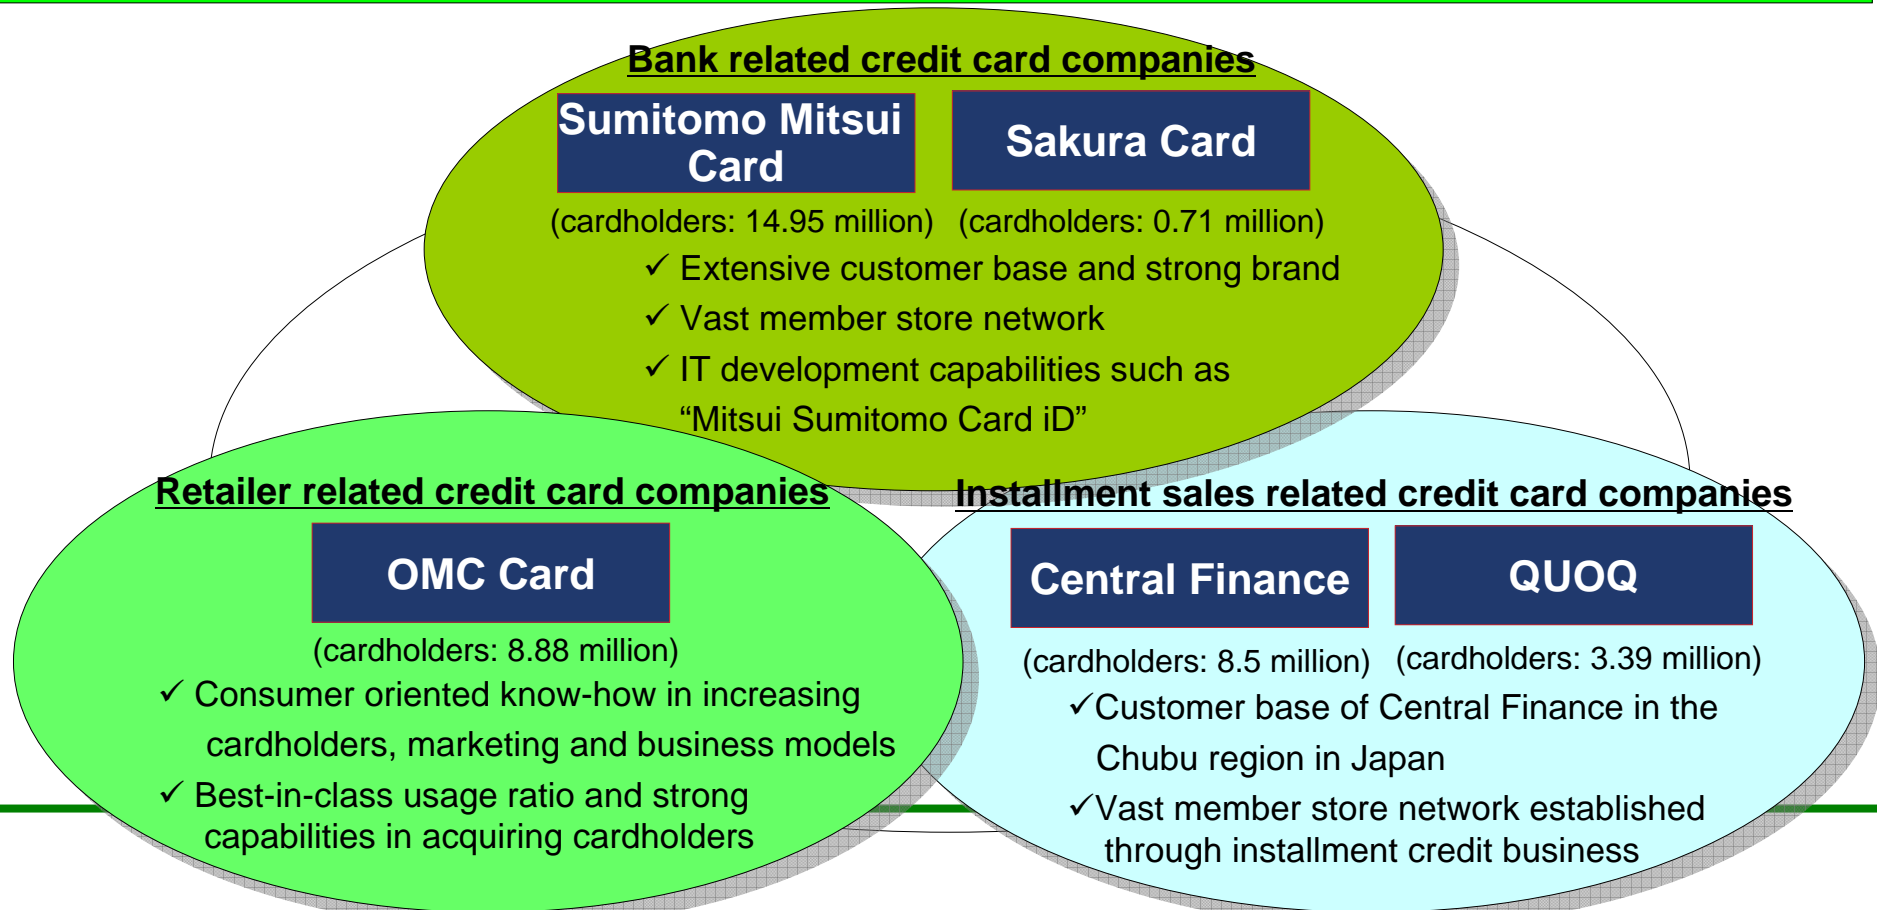 Bank related credit card companies
Sumitomo Mitsui
Card
Sakura Card
(cardholders: 14.95 million)
(cardholders: 0.71 million)
✓ Extensive customer base and strong brand
✓ Vast member store network
✓ IT development capabilities such as
“Mitsui Sumitomo Card iD”
Retailer related credit card companies
OMC Card
(cardholders: 8.88 million)
✓ Consumer oriented know-how in increasing
cardholders, marketing and business models
✓ Best-in-class usage ratio and strong
capabilities in acquiring cardholders
Installment sales related credit card companies
Central Finance
QUOQ
(cardholders: 8.5 million)
(cardholders: 3.39 million)
✓Customer base of Central Finance in the
Chubu region in Japan
✓Vast member store network established
through installment credit business